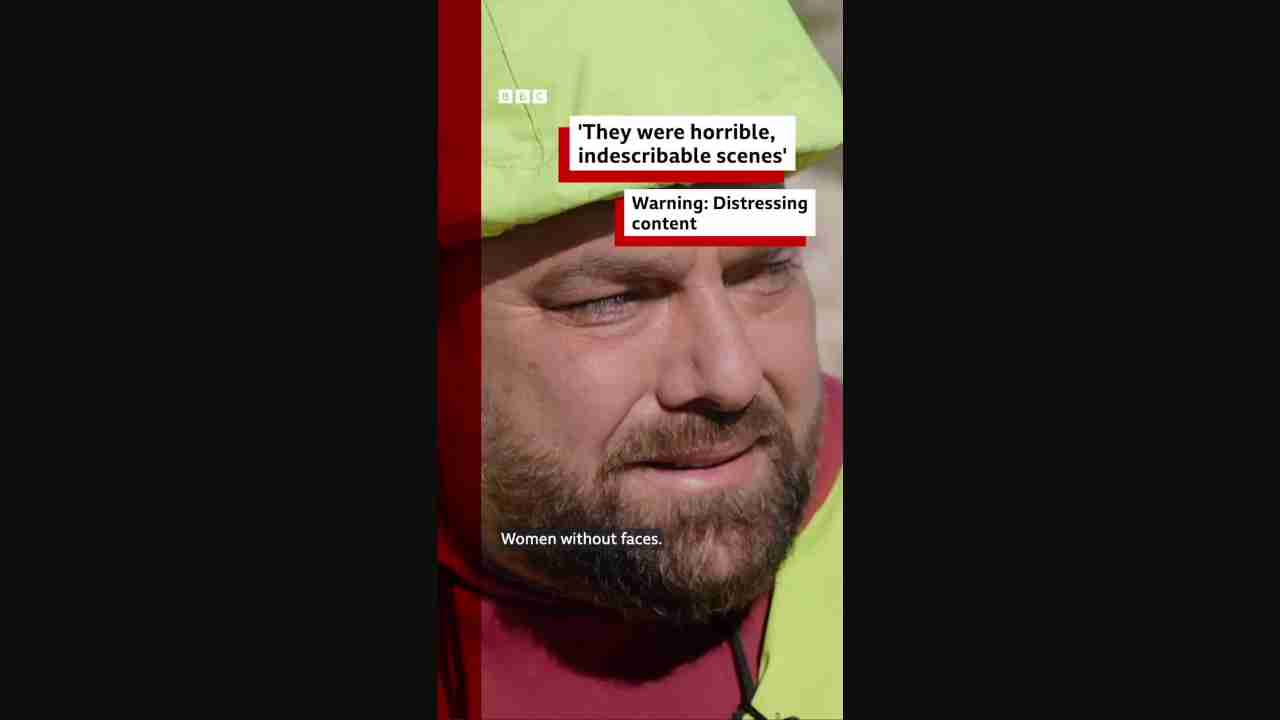 BBC
'They were horrible,
indescribable scenes'
Warning: Distressing
content
Women without faces.